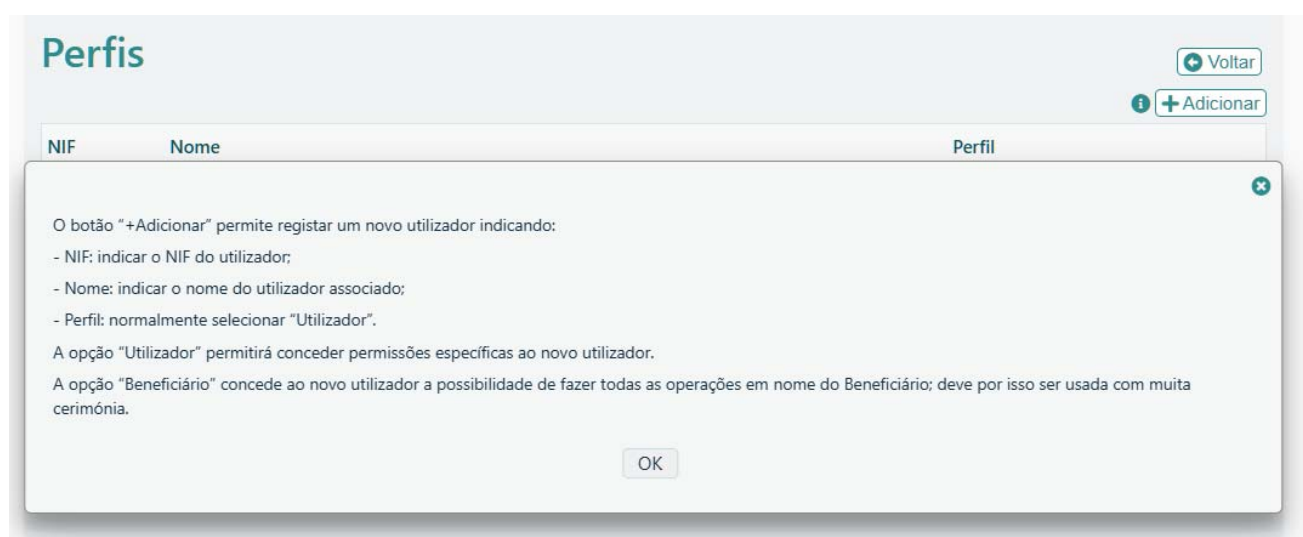 Perfis
Voltar
+Adicionar
NIF Nome Perfil
O botão "+Adicionar" permite registar um novo utilizador indicando:
- NIF: indicar o NIF do utilizador;
- Nome: indicar o nome do utilizador associado;
- Perfil: normalmente selecionar "Utilizador".
A opção "Utilizador" permitirá conceder permissões específicas ao novo utilizador.
A opção "Beneficiário" concede ao novo utilizador a possibilidade de fazer todas as operações em nome do Beneficiário; deve por isso ser usada com muita
cerimónia.
OK